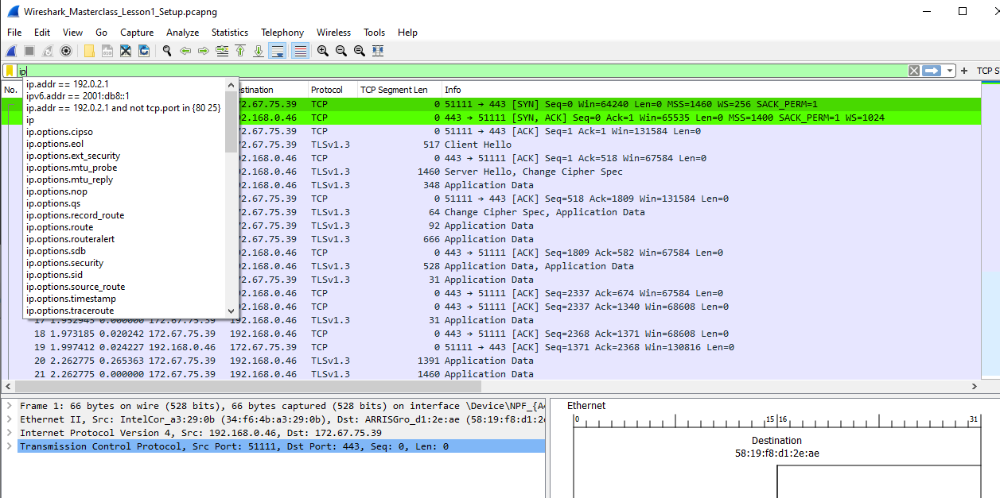 Wireshark_Masterclass_Lesson1_Setup.pcapng
File Edit View Go Capture Analyze Statistics Telephony Wireless Tools Help
ip
TCP S
No. Destination Protocol TCP Segment Len Info
ip.addr == 192.0.2.1
ipv6.addr == 2001:db8::1
ip.addr == 192.0.2.1 and not tcp.port in {80 25}
ip
ip.options.cipso
ip.options.eol
ip.options.ext_security
ip.options.mtu_probe
ip.options.mtu_reply
ip.options.nop
ip.options.qs
ip.options.record_route
ip.options.route
ip.options.routeralert
ip.options.sdb
ip.options.security
ip.options.sid
ip.options.source_route
ip.options.timestamp
ip.options.traceroute
72.67.75.39 TCP 0 51111 → 443 [SYN] Seq=0 Win=64240 Len=0 MSS=1460 WS=256 SACK_PERM=1
92.168.0.46 TCP 0 443 → 51111 [SYN, ACK] Seq=0 Ack=1 Win=65535 Len=0 MSS=1400 SACK_PERM=1 WS=1024
72.67.75.39 TCP 0 51111 → 443 [ACK] Seq=1 Ack=1 Win=131584 Len=0
72.67.75.39 TLSv1.3 517 Client Hello
92.168.0.46 TCP 0 443 → 51111 [ACK] Seq=1 Ack=518 Win=67584 Len=0
92.168.0.46 TLSv1.3 1460 Server Hello, Change Cipher Spec
92.168.0.46 TLSv1.3 348 Application Data
72.67.75.39 TCP 0 51111 → 443 [ACK] Seq=518 Ack=1809 Win=131584 Len=0
72.67.75.39 TLSv1.3 64 Change Cipher Spec, Application Data
72.67.75.39 TLSv1.3 92 Application Data
72.67.75.39 TLSv1.3 666 Application Data
92.168.0.46 TCP 0 443 → 51111 [ACK] Seq=1809 Ack=582 Win=67584 Len=0
92.168.0.46 TLSv1.3 528 Application Data, Application Data
72.67.75.39 TLSv1.3 31 Application Data
92.168.0.46 TCP 0 443 → 51111 [ACK] Seq=2337 Ack=674 Win=67584 Len=0
92.168.0.46 TCP 0 443 → 51111 [ACK] Seq=2337 Ack=1340 Win=68608 Len=0
17 1.952943 0.000000 172.67.75.39 192.168.0.46 TLSv1.3 31 Application Data
18 1.973185 0.020242 172.67.75.39 192.168.0.46 TCP 0 443 → 51111 [ACK] Seq=2368 Ack=1371 Win=68608 Len=0
19 1.997412 0.024227 192.168.0.46 172.67.75.39 TCP 0 51111 → 443 [ACK] Seq=1371 Ack=2368 Win=130816 Len=0
20 2.262775 0.265363 172.67.75.39 192.168.0.46 TLSv1.3 1391 Application Data
21 2.262775 0.000000 172.67.75.39 192.168.0.46 TLSv1.3 1460 Application Data
Frame 1: 66 bytes on wire (528 bits), 66 bytes captured (528 bits) on interface \Device\NPF_{A4
Ethernet II, Src: IntelCor_a3:29:0b (34:f6:4b:a3:29:0b), Dst: ARRISGro_d1:2e:ae (58:19:f8:d1:2e
Internet Protocol Version 4, Src: 192.168.0.46, Dst: 172.67.75.39
Transmission Control Protocol, Src Port: 51111, Dst Port: 443, Seq: 0, Len: 0
Ethernet
0 15 16 31
Destination
58:19:f8:d1:2e:ae